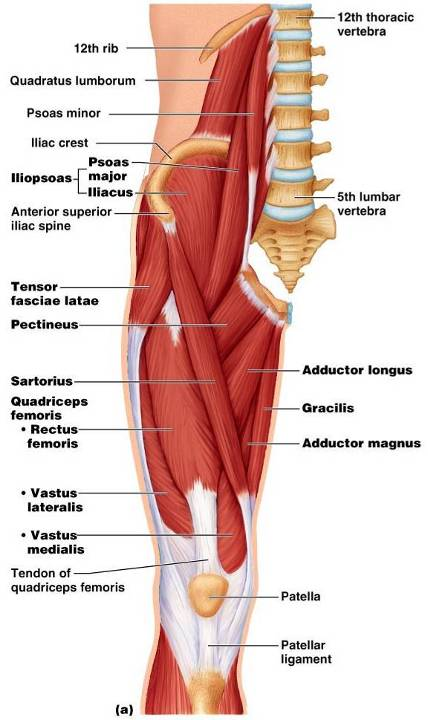 12th thoracic
vertebra
12th rib
Quadratus lumborum
Psoas minor
Iliac crest
Psoas
major
Iliopsoas
Iliacus
Anterior superior
iliac spine
5th lumbar
vertebra
Tensor
fasciae latae
Pectineus
Adductor longus
Sartorius
Quadriceps
femoris
• Rectus
femoris
Gracilis
Adductor magnus
• Vastus
lateralis
• Vastus
medialis
Tendon of
quadriceps femoris
Patella
Patellar
ligament
(a)